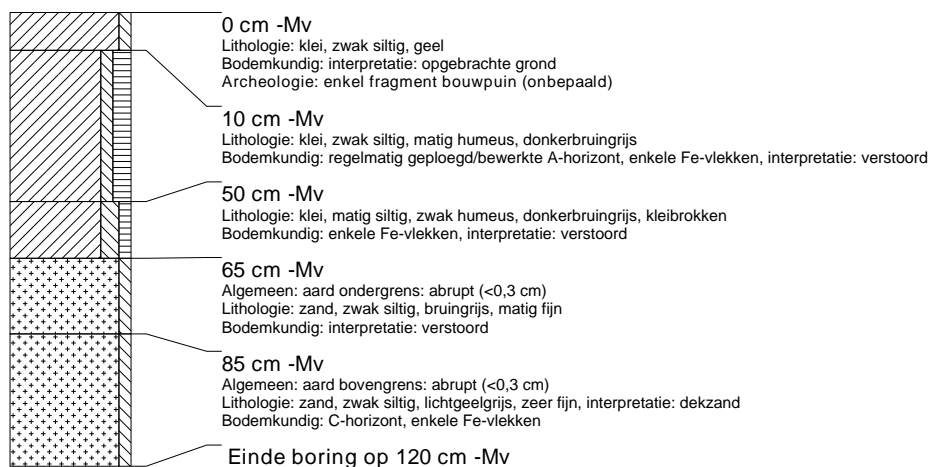 0 cm -Mv
Lithologie: klei, zwak siltig, geel
Bodemkundig: interpretatie: opgebrachte grond
Archeologie: enkel fragment bouwpuin (onbepaald)
10 cm -Mv
Lithologie: klei, zwak siltig, matig humeus, donkerbruingrijs
Bodemkundig: regelmatig geploegd/bewerkte A-horizont, enkele Fe-vlekken, interpretatie: verstoord
50 cm -Mv
Lithologie: klei, matig siltig, zwak humeus, donkerbruingrijs, kleibrokken
Bodemkundig: enkele Fe-vlekken, interpretatie: verstoord
65 cm -Mv
Algemeen: aard ondergrens: abrupt (<0,3 cm)
Lithologie: zand, zwak siltig, bruingrijs, matig fijn
Bodemkundig: interpretatie: verstoord
85 cm -Mv
Algemeen: aard bovengrens: abrupt (<0,3 cm)
Lithologie: zand, zwak siltig, lichtgeelgrijs, zeer fijn, interpretatie: dekzand
Bodemkundig: C-horizont, enkele Fe-vlekken
Einde boring op 120 cm -Mv